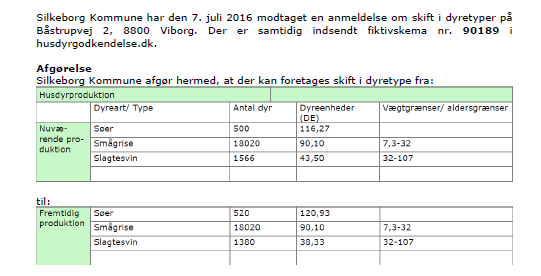 Silkeborg Kommune har den 7. juli 2016 modtaget en anmeldelse om skift i dyretyper på
Båstrupvej 2, 8800 Viborg. Der er samtidig indsendt fiktivskema nr. 90189 i
husdyrgodkendelse.dk.
Afgørelse
Silkeborg Kommune afgør hermed, at der kan foretages skift i dyretype fra:
Husdyrproduktion
Dyreart/ Type Antal dyr Dyreenheder Vægtgrænser/ aldersgrænser
(DE)
Nuvæ- Søer 500 116,27
rende pro- Smågrise 18020 90,10 7,3-32
duktion Slagtesvin 1566 43,50 32-107
til:
Fremtidig Søer 520 120,93
produktion Smågrise 18020 90,10 7,3-32
Slagtesvin 1380 38,33 32-107